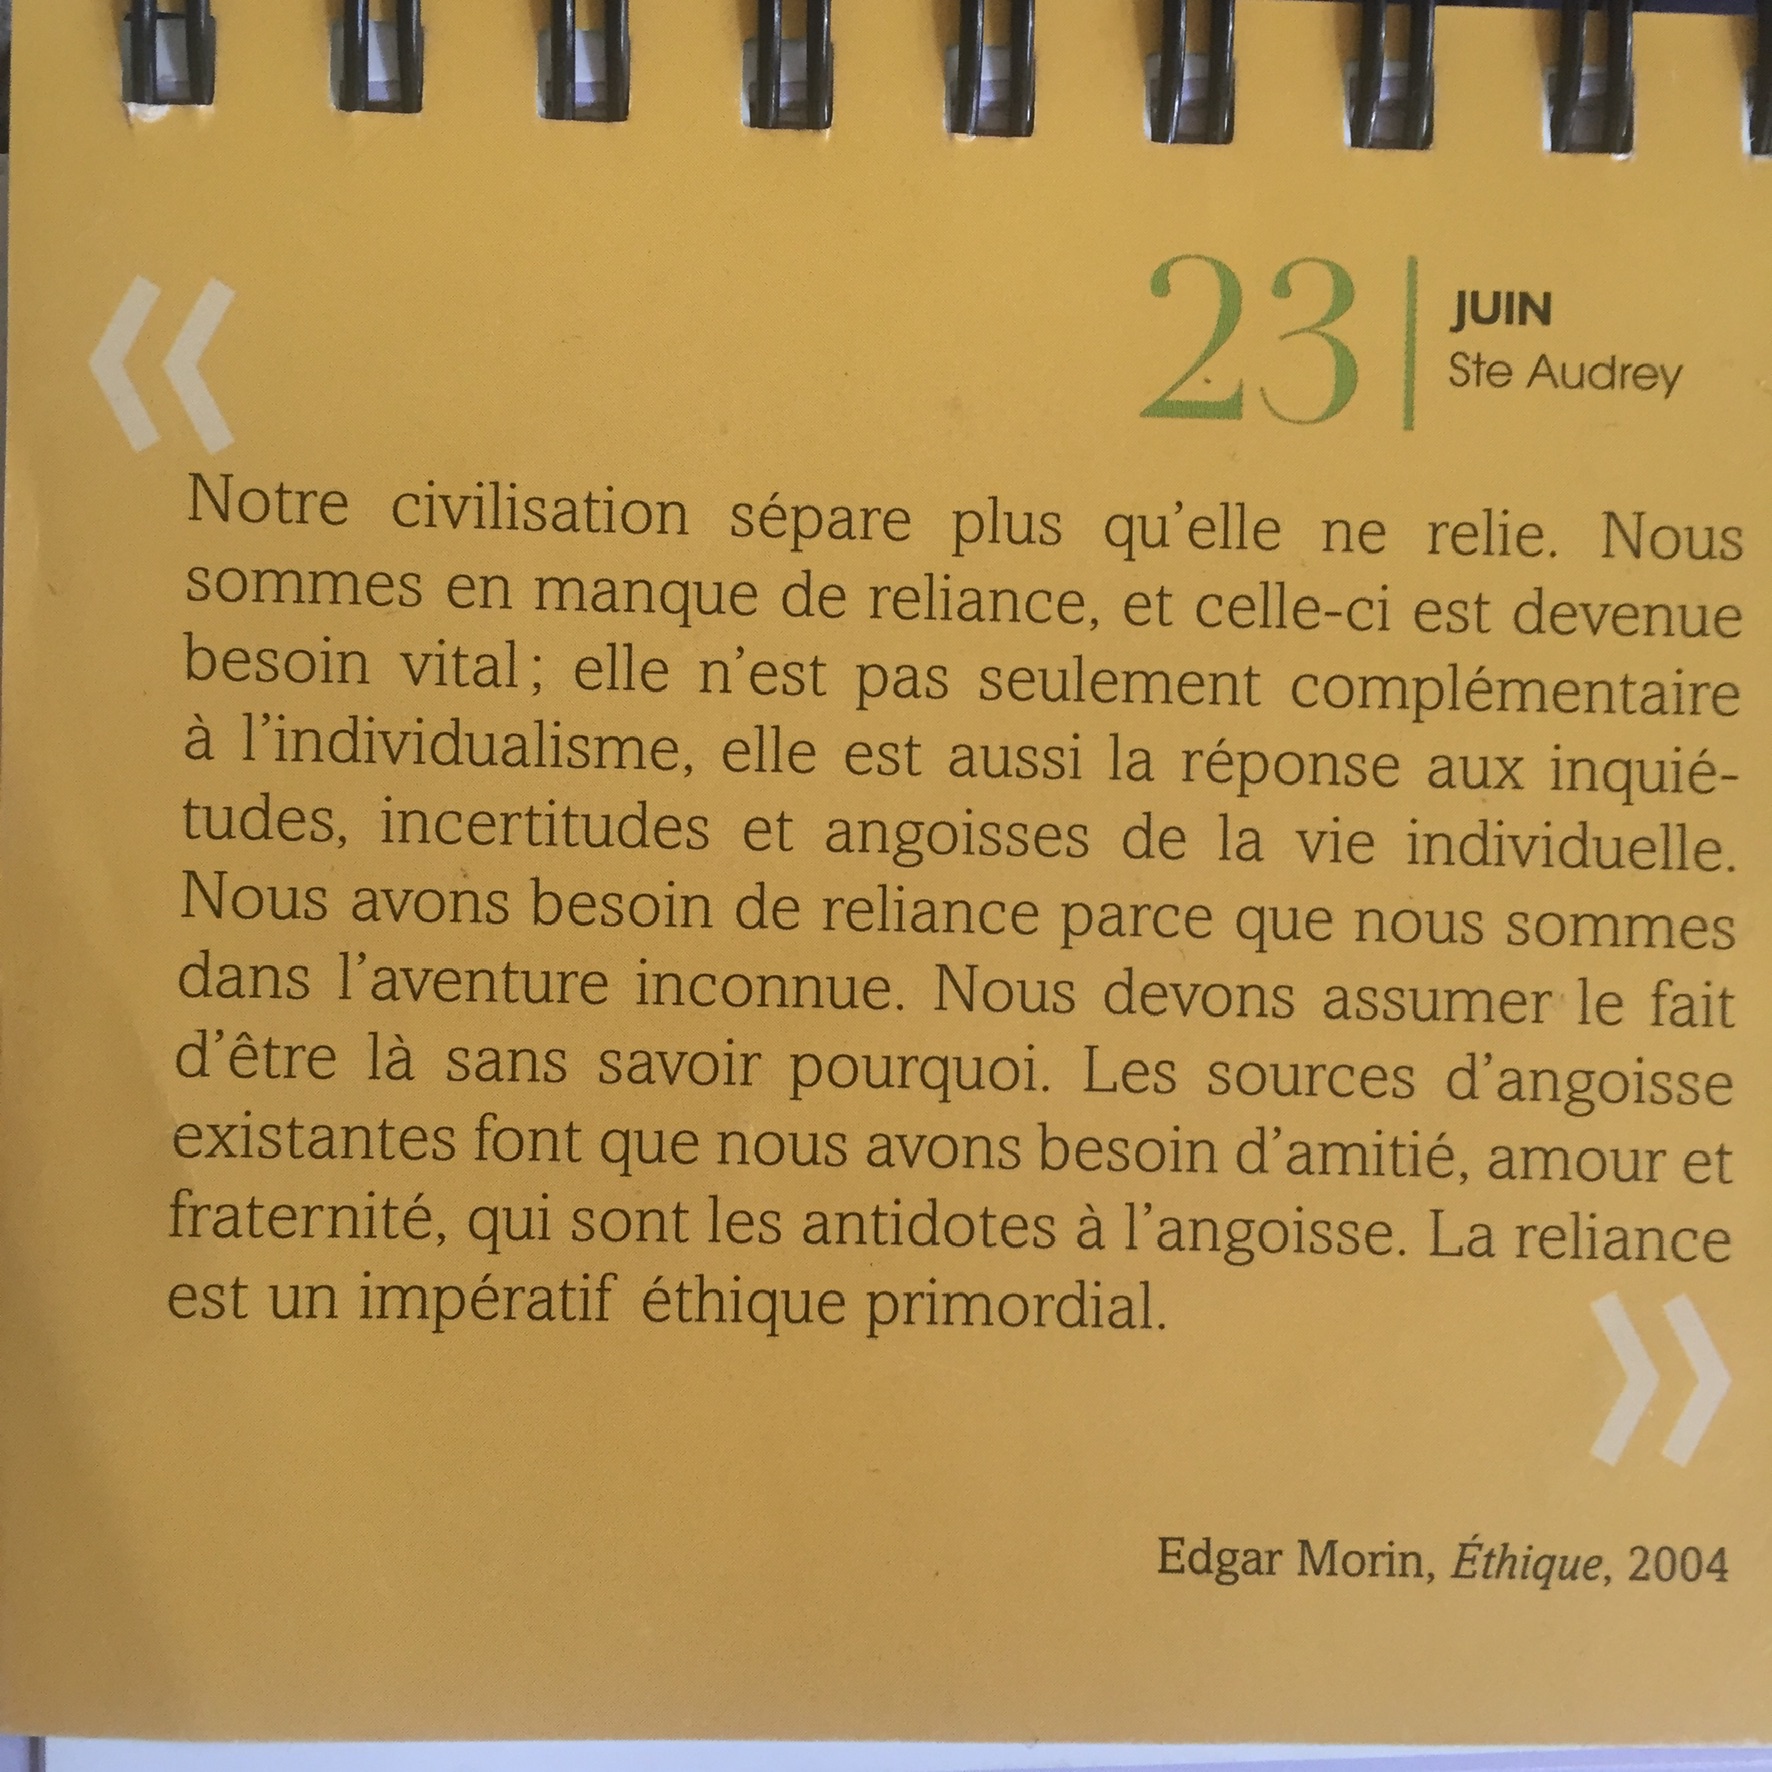 «
23 JUIN
Ste Audrey
Notre civilisation sépare plus qu’elle ne relie. Nous
sommes en manque de reliance, et celle-ci est devenue
besoin vital ; elle n’est pas seulement complémentaire
à l’individualisme, elle est aussi la réponse aux inquié-
tudes, incertitudes et angoisses de la vie individuelle.
Nous avons besoin de reliance parce que nous sommes
dans l’aventure inconnue. Nous devons assumer le fait
d’être là sans savoir pourquoi. Les sources d’angoisse
existantes font que nous avons besoin d’amitié, amour et
fraternité, qui sont les antidotes à l’angoisse. La reliance
est un impératif éthique primordial.
»
Edgar Morin, Éthique, 2004